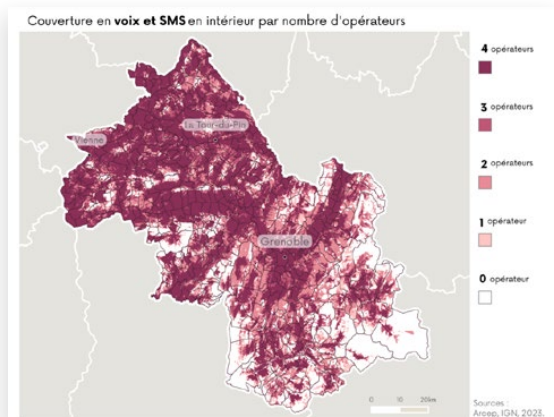 Couverture en voix et SMS en intérieur par nombre d'opérateurs
4 opérateurs
3 opérateurs
2 opérateurs
1 opérateur
0 opérateur
La Tour-du-Pin
Vienne
Grenoble
0 10 20km
Sources :
Arcep, IGN, 2023.